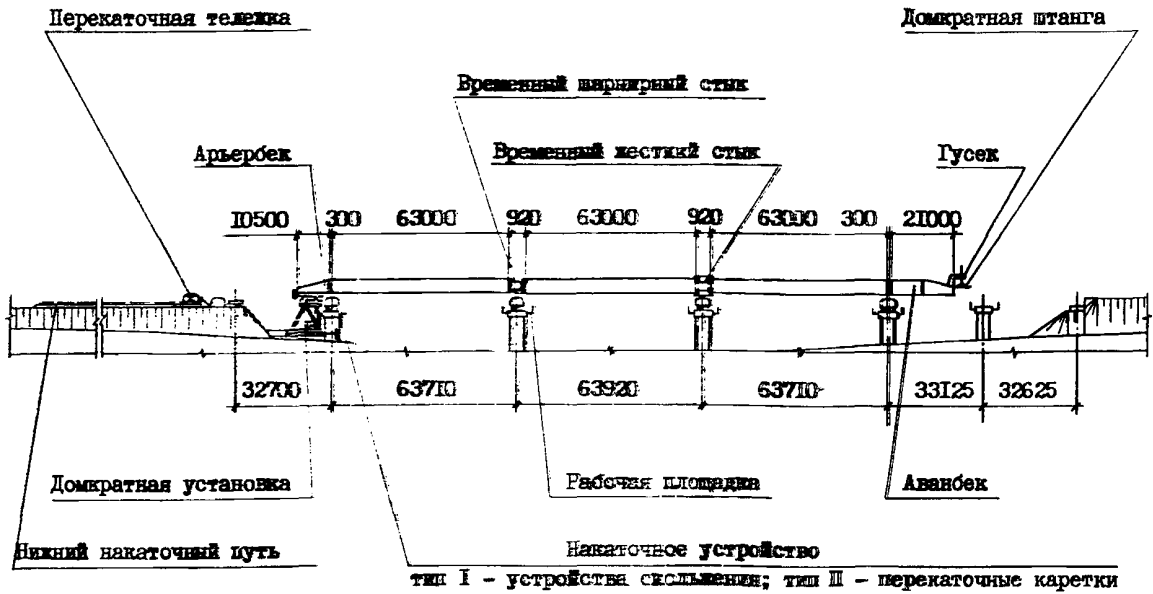 Перекаточная тележка
Домкратная штанга
Временный шарнирный стык
Арьербек
Временный жесткий стык
Гусек
10500 300 63000 920 63000 920 63000 300 21000
32700 63710 63920 63710 33125 32625
Домкратная установка
Рабочая площадка
Аванбек
Нижний накаточный путь
Накаточное устройство
тип I - устройства скольжения; тип II - перекаточные каретки